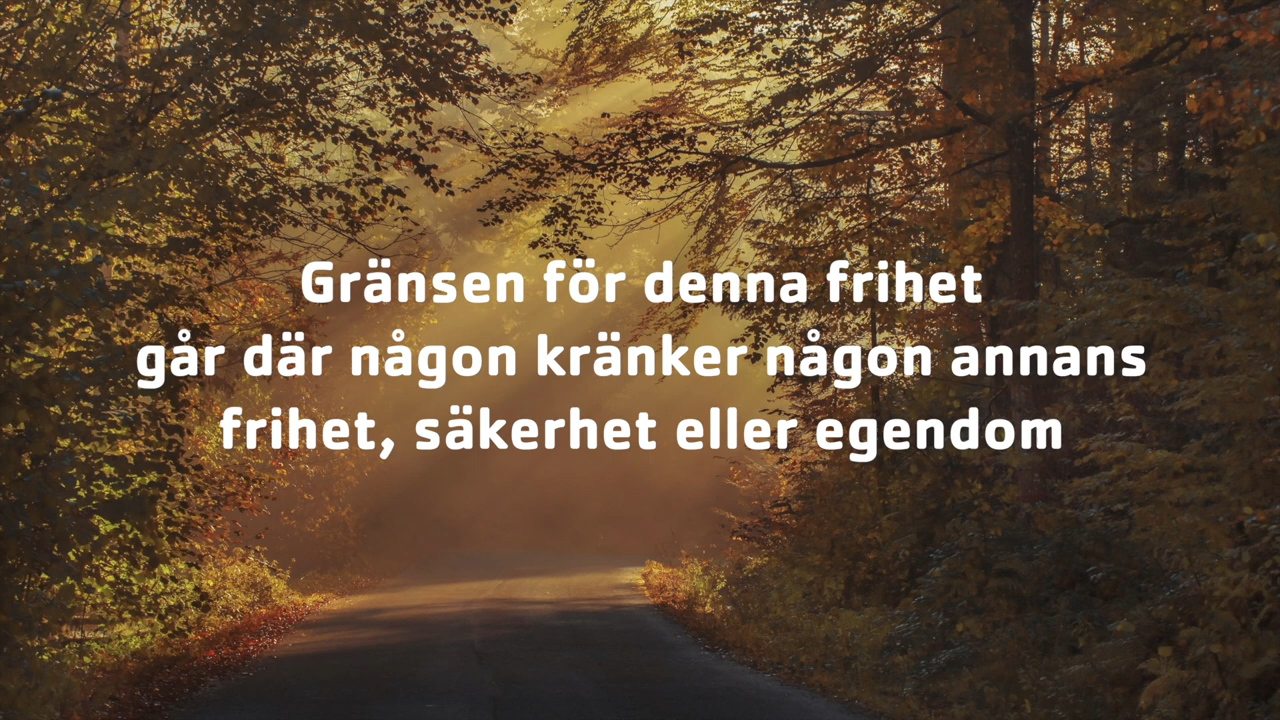 Gränsen för denna frihet
går där någon kränker någon annans
frihet, säkerhet eller egendom